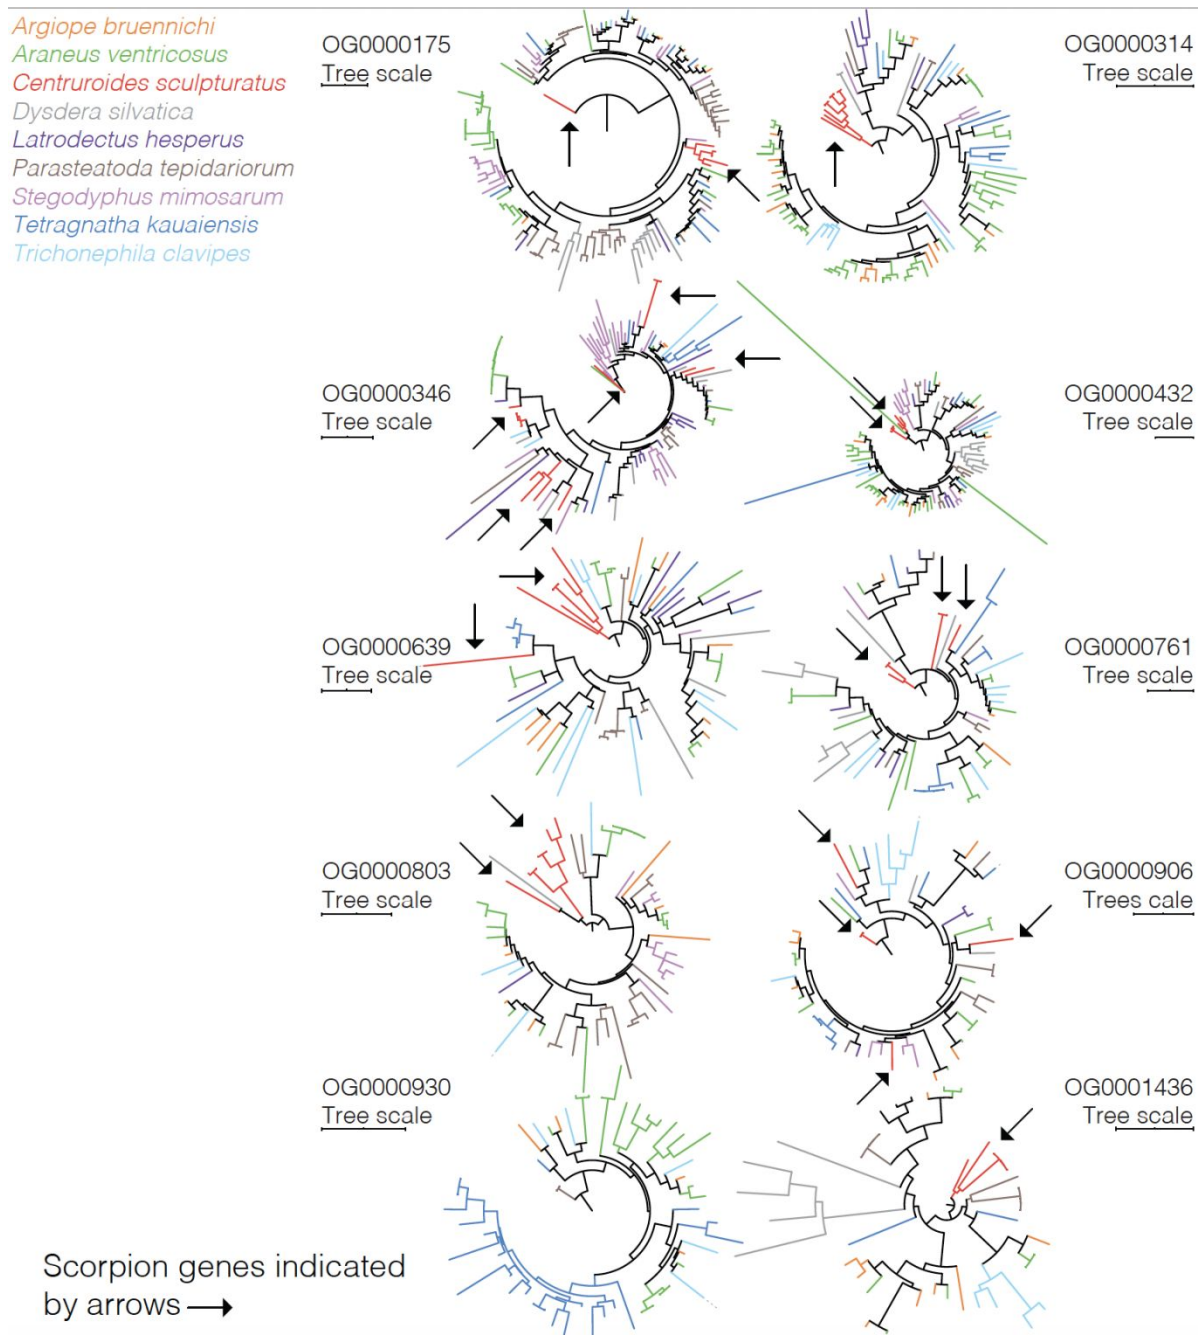 Argiope bruennichi
Araneus ventricosus
Centruroides sculpturatus
Dysdera silvatica
Latrodectus hesperus
Parasteatoda tepidariorum
Stegodyphus mimosarum
Tetragnatha kauaiensis
Trichonephila clavipes
OG0000175
Tree scale
OG0000314
Tree scale
OG0000346
Tree scale
OG0000432
Tree scale
OG0000639
Tree scale
OG0000761
Tree scale
OG0000803
Tree scale
OG0000906
Trees cale
OG0000930
Tree scale
OG0001436
Tree scale
Scorpion genes indicated
by arrows